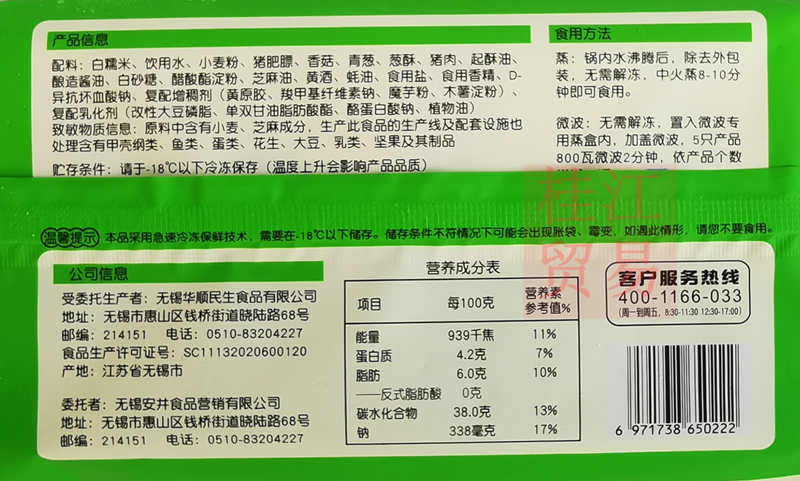 产品信息
配料：白糯米、饮用水、小麦粉、猪肥膘、香菇、青葱、葱酥、猪肉、起酥油、
酿造酱油、白砂糖、醋酸酯淀粉、芝麻油、黄酒、蚝油、食用盐、食用香精、D-
异抗坏血酸钠、复配增稠剂（黄原胶、羧甲基纤维素钠、魔芋粉、木薯淀粉）、
复配乳化剂（改性大豆磷脂、单双甘油脂肪酸酯、酪蛋白酸钠、植物油）
致敏物质信息：原料中含有小麦、芝麻成分，生产此食品的生产线及配套设施也
处理含有甲壳纲类、鱼类、蛋类、花生、大豆、乳类、坚果及其制品
贮存条件：请于-18℃以下冷冻保存（温度上升会影响产品品质）
食用方法
蒸：锅内水沸腾后，除去外包
装，无需解冻，中火蒸8-10分
钟即可食用。
微波：无需解冻，置入微波专
用蒸盒内，加盖微波，5只产品
800瓦微波2分钟，依产品个数
桂江
贸易
温馨提示 本品采用急速冷冻保鲜技术，需要在-18℃以下储存。储存条件不符情况下可能会出现胀袋、霉变，如遇此情形，请您不要食用。
公司信息
受委托生产者：无锡华顺民生食品有限公司
地址：无锡市惠山区钱桥街道晓陆路68号
邮编：214151 电话：0510-83204227
食品生产许可证号：SC11132020600120
产地：江苏省无锡市
委托者：无锡安井食品营销有限公司
地址：无锡市惠山区钱桥街道晓陆路68号
邮编：214151 电话：0510-83204227
营养成分表
项目 每100克 营养素参考值%
能量 939千焦 11%
蛋白质 4.2克 7%
脂肪 6.0克 10%
——反式脂肪酸 0克
碳水化合物 38.0克 13%
钠 338毫克 17%
客户服务热线
400-1166-033
（周一到周五，8:30-11:30 12:30-17:00）
6 971738 650222